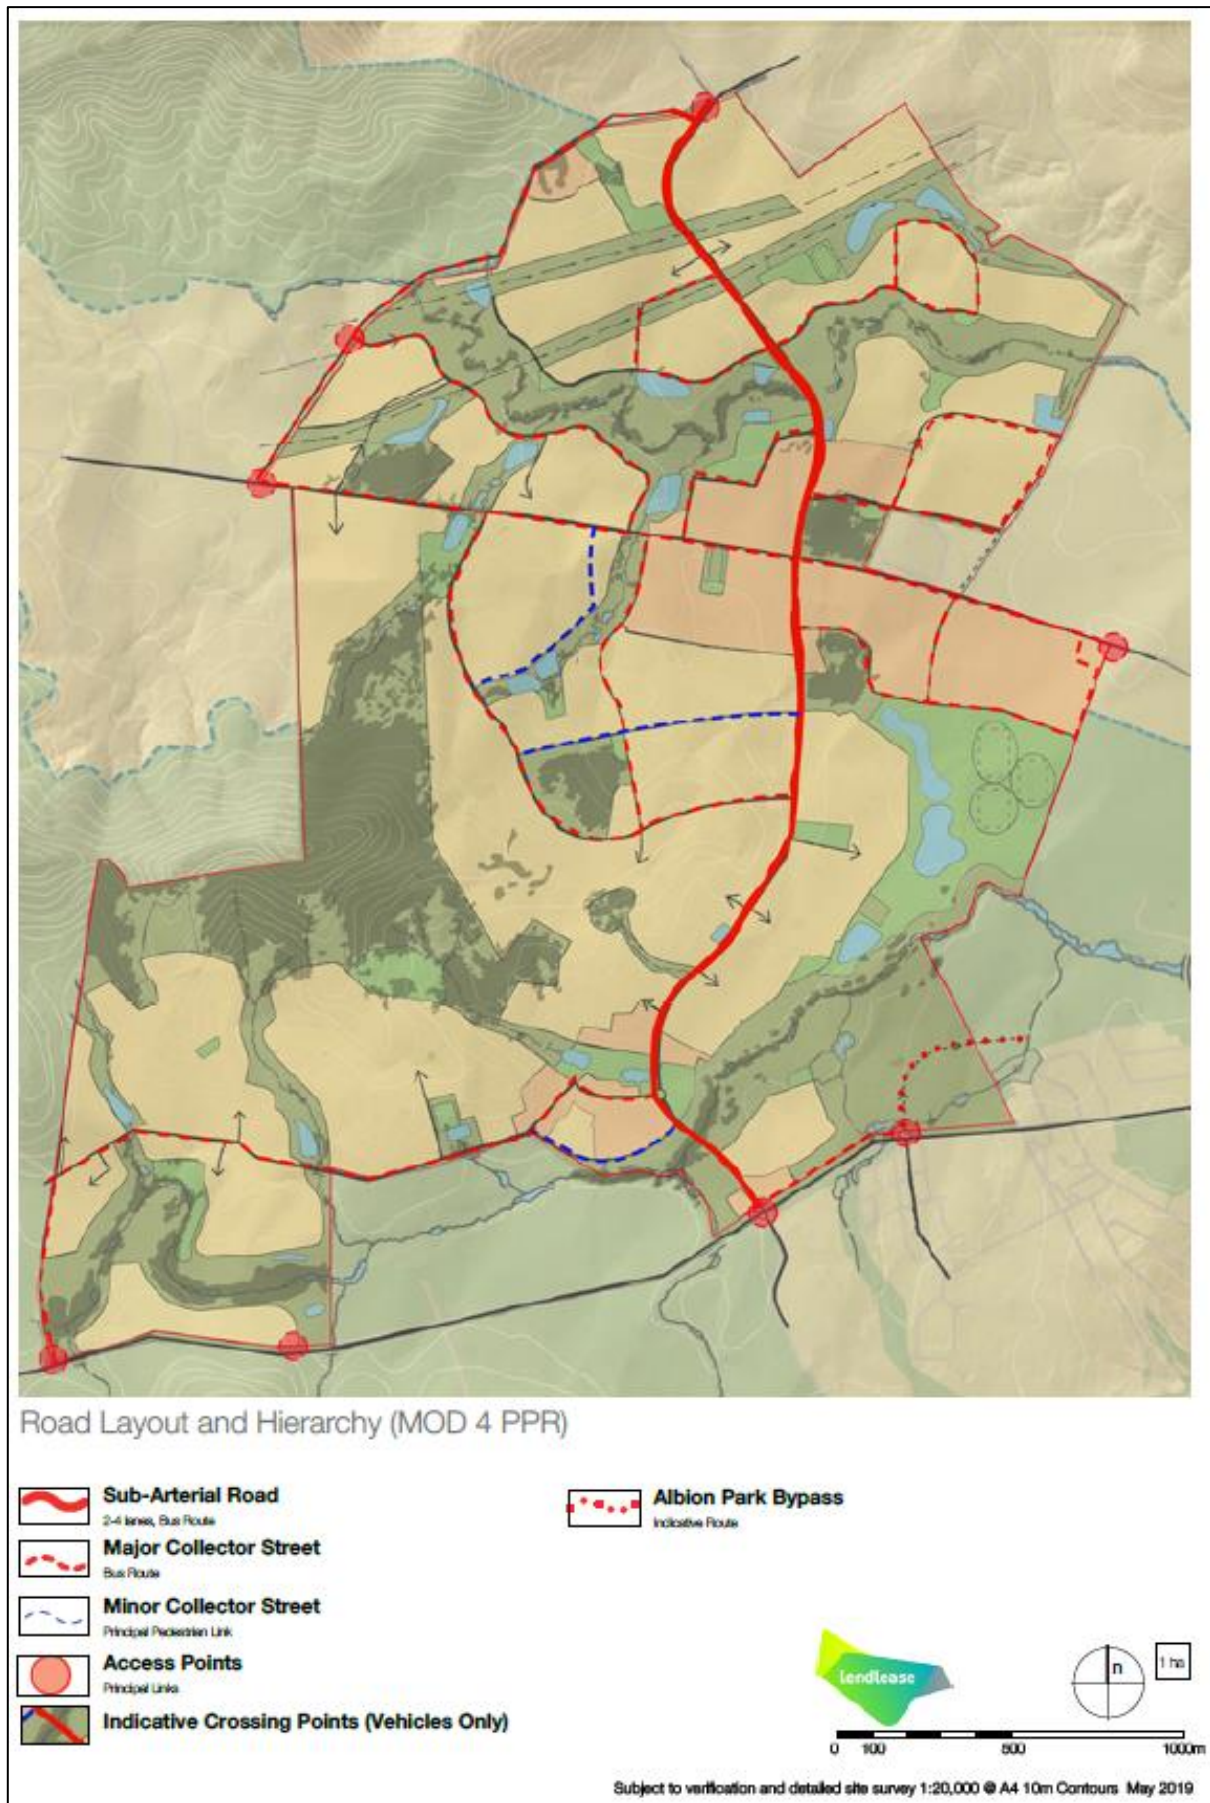 Road Layout and Hierarchy (MOD 4 PPR)
Sub-Arterial Road
2-4 lanes, Bus Route
Major Collector Street
Bus Route
Minor Collector Street
Principal Pedestrian Link
Access Points
Principal Links
Indicative Crossing Points (Vehicles Only)
Albion Park Bypass
Indicative Route
lendlease
n
1 ha
0 100 500 1000m
Subject to verification and detailed site survey 1:20,000 @ A4 10m Contours May 2019